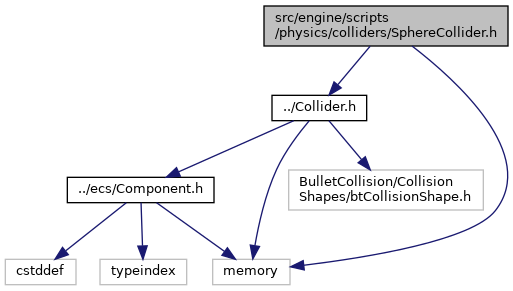 src/engine/scripts
/physics/colliders/SphereCollider.h
../Collider.h
../ecs/Component.h
BulletCollision/Collision
Shapes/btCollisionShape.h
cstddef
typeindex
memory